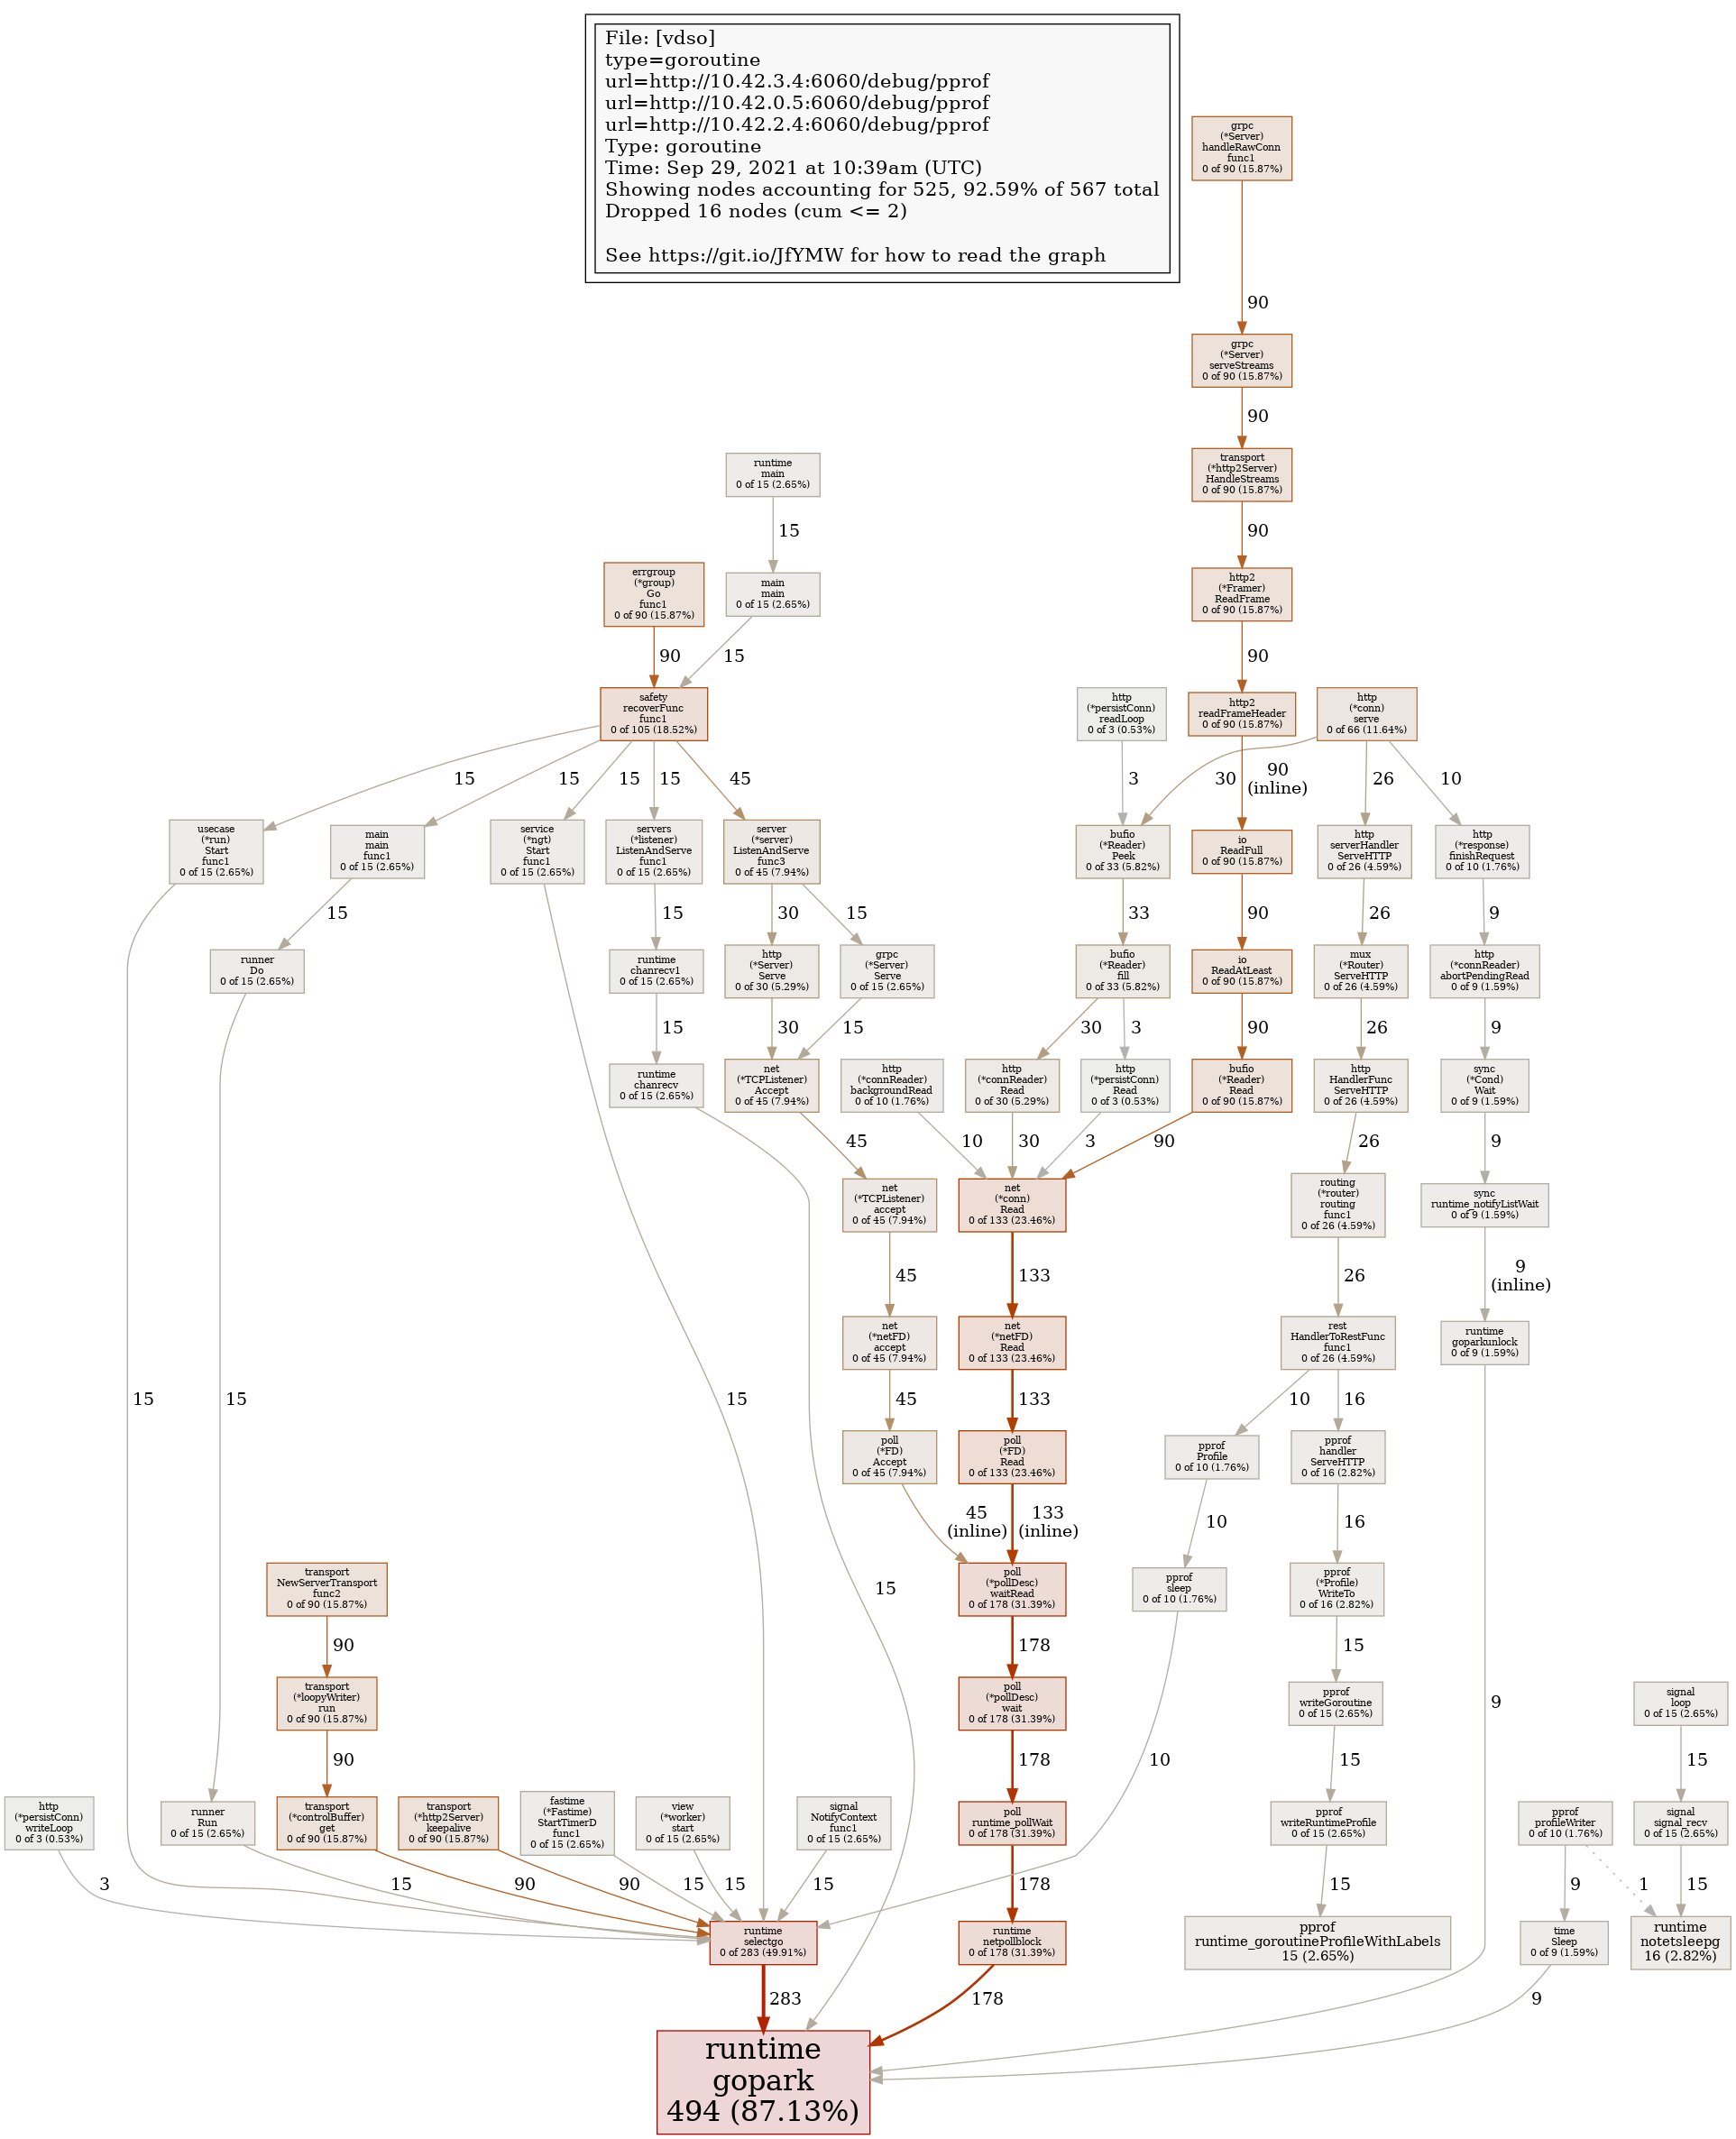 File: [vdso]
type=goroutine
url=http://10.42.3.4:6060/debug/pprof
url=http://10.42.0.5:6060/debug/pprof
url=http://10.42.2.4:6060/debug/pprof
Type: goroutine
Time: Sep 29, 2021 at 10:39am (UTC)
Showing nodes accounting for 525, 92.59% of 567 total
Dropped 16 nodes (cum <= 2)
See https://git.io/JfYMW for how to read the graph
grpc
(*Server)
handleRawConn
func1
0 of 90 (15.87%)
90
grpc
(*Server)
serveStreams
0 of 90 (15.87%)
90
transport
(*http2Server)
HandleStreams
0 of 90 (15.87%)
90
runtime
main
0 of 15 (2.65%)
15
errgroup
(*group)
Go
func1
0 of 90 (15.87%)
90
main
main
0 of 15 (2.65%)
15
http2
(*Framer)
ReadFrame
0 of 90 (15.87%)
90
safety
recoverFunc
func1
0 of 105 (18.52%)
15
15
15
15
45
http
(*persistConn)
readLoop
0 of 3 (0.53%)
3
http2
readFrameHeader
0 of 90 (15.87%)
90
(inline)
http
(*conn)
serve
0 of 66 (11.64%)
30
26
10
usecase
(*run)
Start
func1
0 of 15 (2.65%)
15
main
main
func1
0 of 15 (2.65%)
15
service
(*ngt)
Start
func1
0 of 15 (2.65%)
15
servers
(*listener)
ListenAndServe
func1
0 of 15 (2.65%)
15
server
(*server)
ListenAndServe
func3
0 of 45 (7.94%)
30
15
bufio
(*Reader)
Peek
0 of 33 (5.82%)
33
io
ReadFull
0 of 90 (15.87%)
90
http
serverHandler
ServeHTTP
0 of 26 (4.59%)
26
http
(*response)
finishRequest
0 of 10 (1.76%)
9
runner
Do
0 of 15 (2.65%)
15
runtime
chanrecv1
0 of 15 (2.65%)
15
http
(*Server)
Serve
0 of 30 (5.29%)
30
grpc
(*Server)
Serve
0 of 15 (2.65%)
15
bufio
(*Reader)
fill
0 of 33 (5.82%)
30
3
io
ReadAtLeast
0 of 90 (15.87%)
90
mux
(*Router)
ServeHTTP
0 of 26 (4.59%)
26
http
(*connReader)
abortPendingRead
0 of 9 (1.59%)
9
runtime
chanrecv
0 of 15 (2.65%)
15
net
(*TCPListener)
Accept
0 of 45 (7.94%)
45
http
(*connReader)
backgroundRead
0 of 10 (1.76%)
10
http
(*connReader)
Read
0 of 30 (5.29%)
30
http
(*persistConn)
Read
0 of 3 (0.53%)
3
bufio
(*Reader)
Read
0 of 90 (15.87%)
90
http
HandlerFunc
ServeHTTP
0 of 26 (4.59%)
26
sync
(*Cond)
Wait
0 of 9 (1.59%)
9
net
(*TCPListener)
accept
0 of 45 (7.94%)
45
net
(*conn)
Read
0 of 133 (23.46%)
133
routing
(*router)
routing
func1
0 of 26 (4.59%)
26
sync
runtime_notifyListWait
0 of 9 (1.59%)
9
(inline)
net
(*netFD)
accept
0 of 45 (7.94%)
45
net
(*netFD)
Read
0 of 133 (23.46%)
133
rest
HandlerToRestFunc
func1
0 of 26 (4.59%)
10
16
runtime
goparkunlock
0 of 9 (1.59%)
9
poll
(*FD)
Accept
0 of 45 (7.94%)
45
(inline)
poll
(*FD)
Read
0 of 133 (23.46%)
133
(inline)
pprof
Profile
0 of 10 (1.76%)
10
pprof
handler
ServeHTTP
0 of 16 (2.82%)
16
transport
NewServerTransport
func2
0 of 90 (15.87%)
90
poll
(*pollDesc)
waitRead
0 of 178 (31.39%)
178
pprof
sleep
0 of 10 (1.76%)
10
pprof
(*Profile)
WriteTo
0 of 16 (2.82%)
15
transport
(*loopyWriter)
run
0 of 90 (15.87%)
90
poll
(*pollDesc)
wait
0 of 178 (31.39%)
178
pprof
writeGoroutine
0 of 15 (2.65%)
15
signal
loop
0 of 15 (2.65%)
15
http
(*persistConn)
writeLoop
0 of 3 (0.53%)
3
runner
Run
0 of 15 (2.65%)
15
transport
(*controlBuffer)
get
0 of 90 (15.87%)
90
transport
(*http2Server)
keepalive
0 of 90 (15.87%)
90
fastime
(*Fastime)
StartTimerD
func1
0 of 15 (2.65%)
15
view
(*worker)
start
0 of 15 (2.65%)
15
signal
NotifyContext
func1
0 of 15 (2.65%)
15
poll
runtime_pollWait
0 of 178 (31.39%)
178
pprof
writeRuntimeProfile
0 of 15 (2.65%)
15
pprof
profileWriter
0 of 10 (1.76%)
9
1
signal
signal_recv
0 of 15 (2.65%)
15
runtime
selectgo
0 of 283 (49.91%)
283
runtime
netpollblock
0 of 178 (31.39%)
178
pprof
runtime_goroutineProfileWithLabels
15 (2.65%)
time
Sleep
0 of 9 (1.59%)
9
runtime
notetsleepg
16 (2.82%)
runtime
gopark
494 (87.13%)